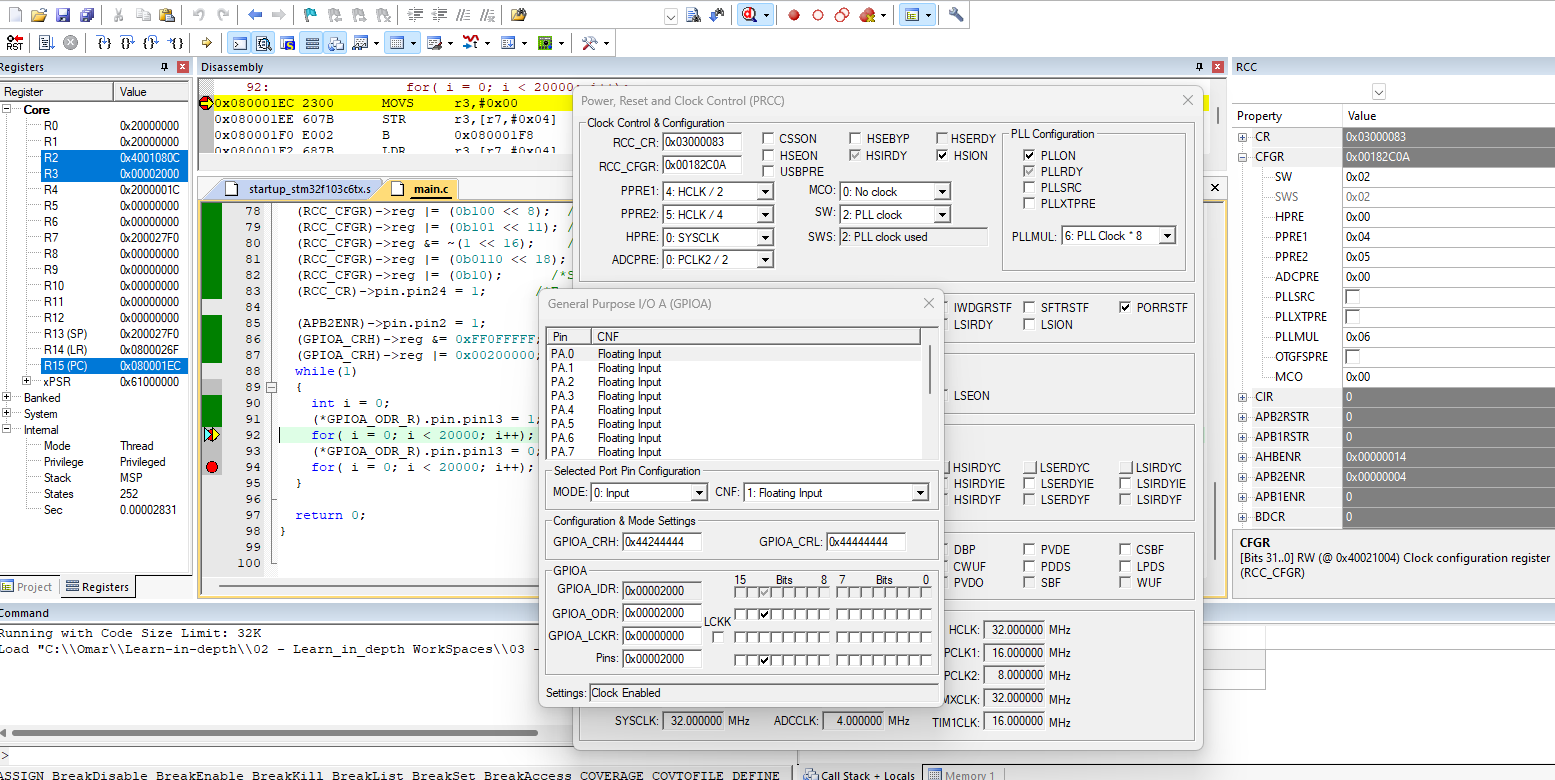 RST
Registers
Disassembly
RCC
Register Value
Core
R0 0x20000000
R1 0x20000000
R2 0x4001080C
R3 0x00002000
R4 0x2000001C
R5 0x00000000
R6 0x00000000
R7 0x200027F0
R8 0x00000000
R9 0x00000000
R10 0x00000000
R11 0x00000000
R12 0x00000000
R13 (SP) 0x200027F0
R14 (LR) 0x0800026F
R15 (PC) 0x080001EC
xPSR 0x61000000
Banked
System
Internal
Mode Thread
Privilege Privileged
Stack MSP
States 252
Sec 0.00002831
Project Registers
92: for( i = 0; i < 20000; i++);
0x080001EC 2300 MOVS r3,#0x00
0x080001EE 607B STR r3,[r7,#0x04]
0x080001F0 E002 B 0x080001F8
0x080001F2 687B LDR r3,[r7,#0x04]
startup_stm32f103c6tx.s main.c
78 (RCC_CFGR)->reg |= (0b100 << 8); /
79 (RCC_CFGR)->reg |= (0b101 << 11); /
80 (RCC_CFGR)->reg &= ~(1 << 16); /
81 (RCC_CFGR)->reg |= (0b0110 << 18);
82 (RCC_CFGR)->reg |= (0b10); /*S
83 (RCC_CR)->pin.pin24 = 1;
84
85 (APB2ENR)->pin.pin2 = 1;
86 (GPIOA_CRH)->reg &= 0xFF0FFFFF;
87 (GPIOA_CRH)->reg |= 0x00200000;
88 while(1)
89 {
90 int i = 0;
91 (*GPIOA_ODR_R).pin.pin13 = 1;
92 for( i = 0; i < 20000; i++);
93 (*GPIOA_ODR_R).pin.pin13 = 0;
94 for( i = 0; i < 20000; i++);
95 }
96
97 return 0;
98 }
99
100
Power, Reset and Clock Control (PRCC)
Clock Control & Configuration
RCC_CR: 0x03000083 CSSON HSEBYP HSERDY
RCC_CFGR: 0x00182C0A HSEON HSIRDY HSION
USBPRE
PPRE1: 4: HCLK / 2 MCO: 0: No clock
PPRE2: 5: HCLK / 4 SW: 2: PLL clock
HPRE: 0: SYSCLK SWS: 2: PLL clock used
ADCPRE: 0: PCLK2 / 2
PLL Configuration
PLLON
PLLRDY
PLLSRC
PLLXTPRE
PLLMUL: 6: PLL Clock * 8
IWDGRSTF SFTRSTF PORRSTF
LSIRDY LSION
LSEON
HSIRDYC LSERDYC LSIRDYC
HSIRDYIE LSERDYIE LSIRDYIE
HSIRDYF LSERDYF LSIRDYF
DBP PVDE CSBF
CWUF PDDS LPDS
PVDO SBF WUF
HCLK: 32.000000 MHz
PCLK1: 16.000000 MHz
PCLK2: 8.000000 MHz
MXCLK: 32.000000 MHz
SYSCLK: 32.000000 MHz ADCCLK: 4.000000 MHz TIM1CLK: 16.000000 MHz
General Purpose I/O A (GPIOA)
Pin CNF
PA.0 Floating Input
PA.1 Floating Input
PA.2 Floating Input
PA.3 Floating Input
PA.4 Floating Input
PA.5 Floating Input
PA.6 Floating Input
PA.7 Floating Input
Selected Port Pin Configuration
MODE: 0: Input CNF: 1: Floating Input
Configuration & Mode Settings
GPIOA_CRH: 0x44244444 GPIOA_CRL: 0x44444444
GPIOA
15 Bits 8 7 Bits 0
GPIOA_IDR: 0x00002000
GPIOA_ODR: 0x00002000
LCKK
GPIOA_LCKR: 0x00000000
Pins: 0x00002000
Settings: Clock Enabled
Property Value
CR 0x03000083
CFGR 0x00182C0A
SW 0x02
SWS 0x02
HPRE 0x00
PPRE1 0x04
PPRE2 0x05
ADCPRE 0x00
PLLSRC
PLLXTPRE
PLLMUL 0x06
OTGFSPRE
MCO 0x00
CIR 0
APB2RSTR 0
APB1RSTR 0
AHBENR 0x00000014
APB2ENR 0x00000004
APB1ENR 0
BDCR 0
CFGR
[Bits 31..0] RW (@ 0x40021004) Clock configuration register
(RCC_CFGR)
Command
Running with Code Size Limit: 32K
Load "C:\\Omar\\Learn-in-depth\\02 - Learn_in_depth WorkSpaces\\03 -
>
ASSIGN BreakDisable BreakEnable BreakKill BreakList BreakSet BreakAccess COVERAGE COVTOFILE DEFINE
Call Stack + Locals Memory 1